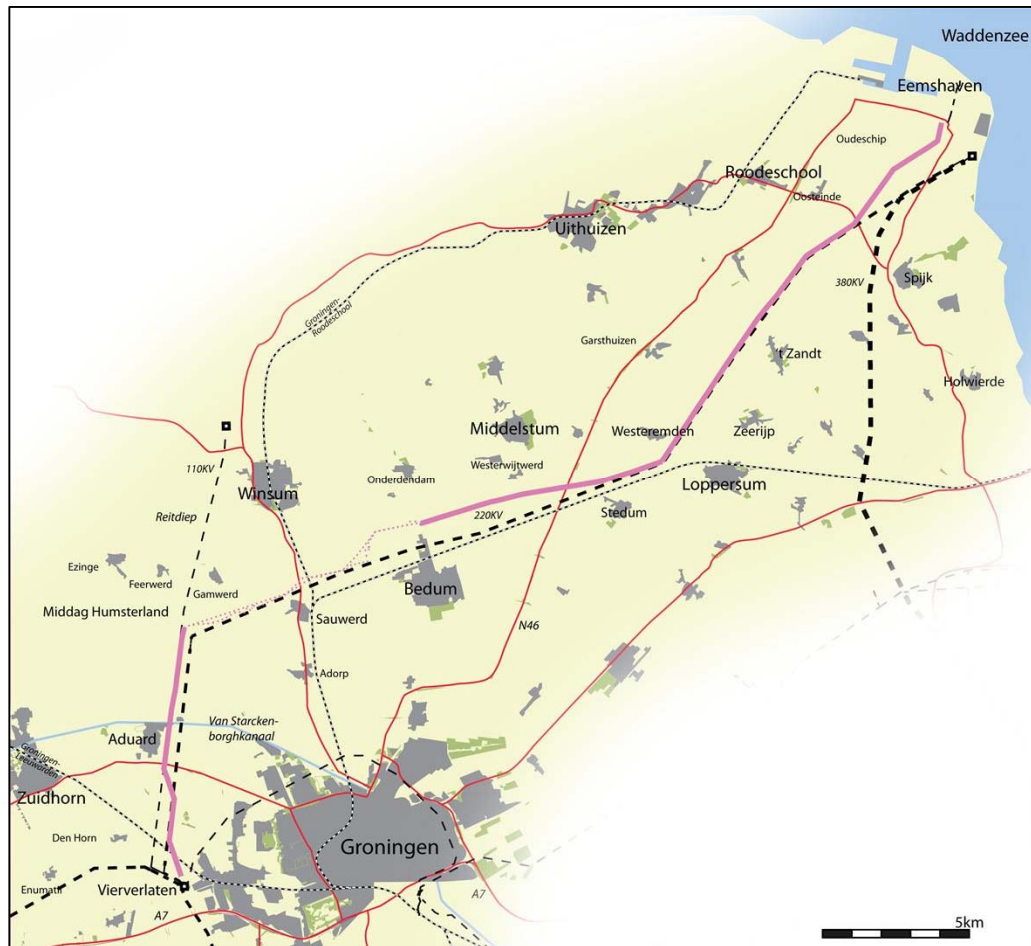 Waddenzee
Eemshaven
Oudeschip
Roodeschool
Oosteinde
Uithuizen
380KV
Spijk
Groningen-
Roodeschool
Garsthuizen
't Zandt
Holwierde
Middelstum
Westeremden
Zeerijp
110KV
Westerwijtwerd
Winsum
Onderdendam
Loppersum
Reitdiep
220KV
Stedum
Ezinge
Feerwerd
Gamwerd
Bedum
Middag Humsterland
Sauwerd
N46
Adorp
Van Starcken-
borghkanaal
Aduard
Groningen-
Leeuwarden
Zuidhorn
Den Horn
Groningen
Enumatil
Vierverlaten
A7
A7
5km